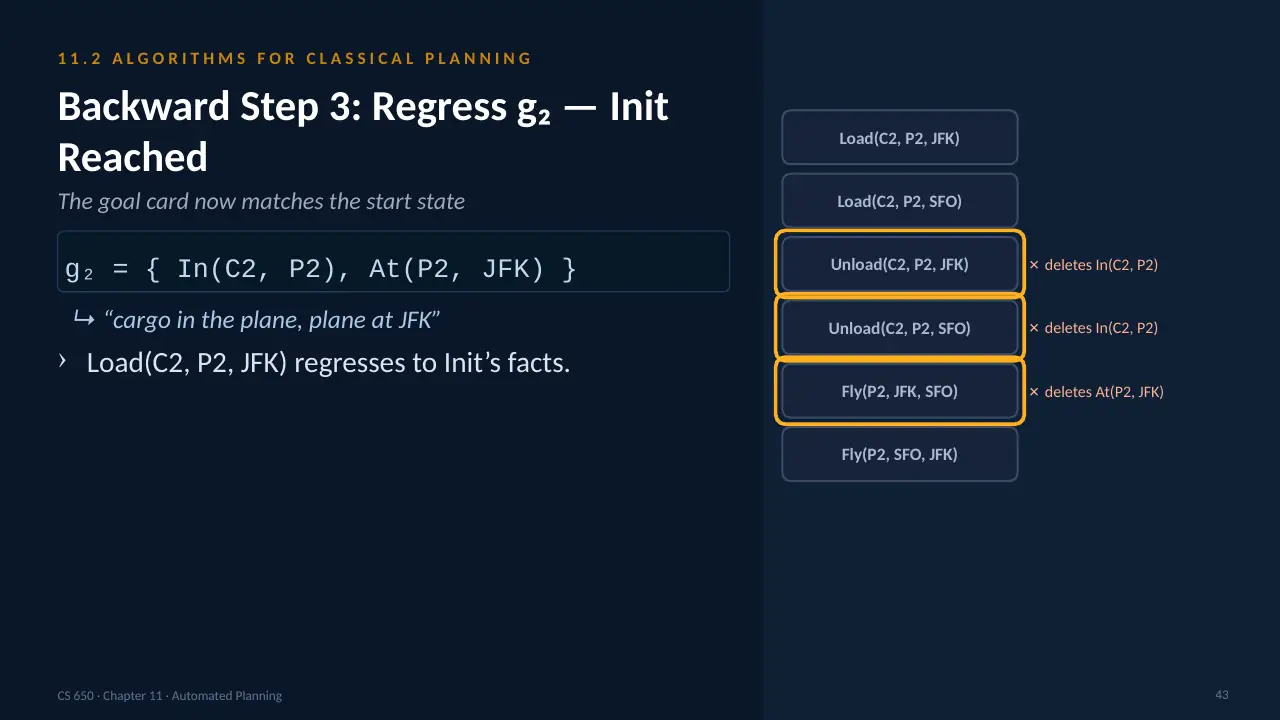 11.2 ALGORITHMS FOR CLASSICAL PLANNING
Backward Step 3: Regress g₂ — Init
Reached
The goal card now matches the start state
g₂ = { In(C2, P2), At(P2, JFK) }
↪ “cargo in the plane, plane at JFK”
› Load(C2, P2, JFK) regresses to Init’s facts.
Load(C2, P2, JFK)
Load(C2, P2, SFO)
Unload(C2, P2, JFK) × deletes In(C2, P2)
Unload(C2, P2, SFO) × deletes In(C2, P2)
Fly(P2, JFK, SFO) × deletes At(P2, JFK)
Fly(P2, SFO, JFK)
CS 650 · Chapter 11 · Automated Planning
43